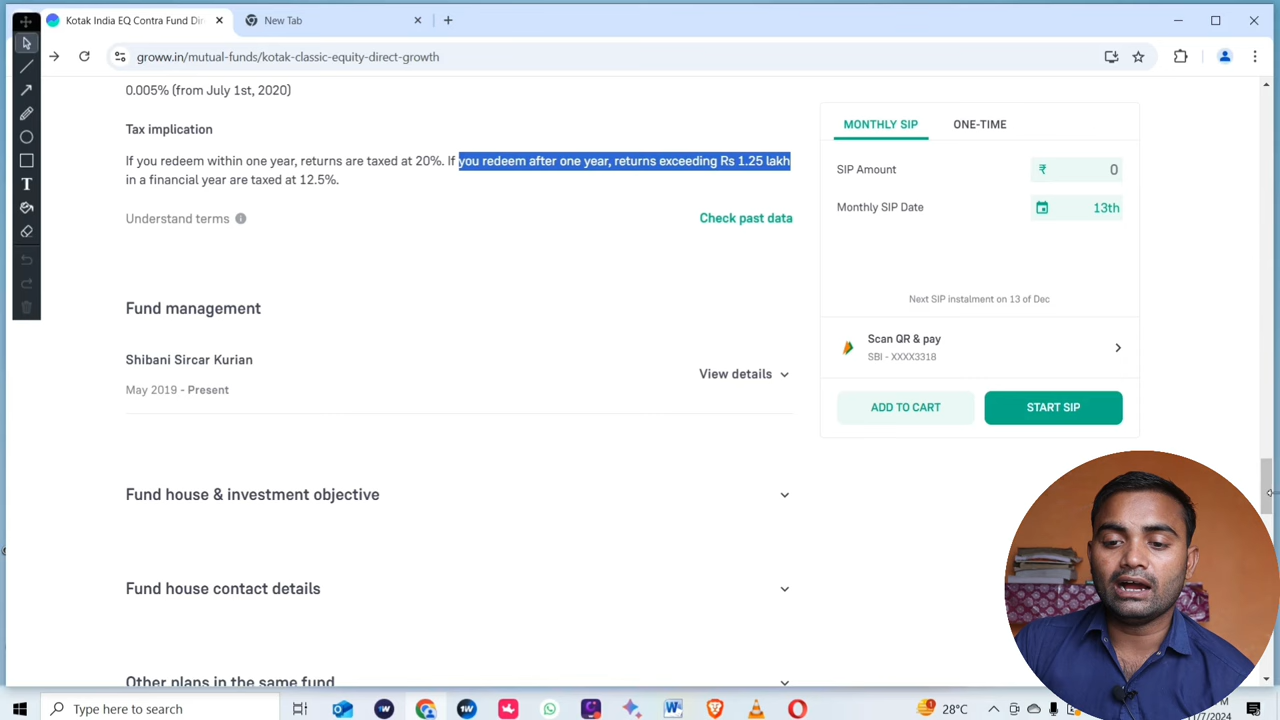 Kotak India EQ Contra Fund Dir
New Tab
groww.in/mutual-funds/kotak-classic-equity-direct-growth
0.005% (from July 1st, 2020)
Tax implication
If you redeem within one year, returns are taxed at 20%. If you redeem after one year, returns exceeding Rs 1.25 lakh
in a financial year are taxed at 12.5%.
Understand terms
Check past data
Fund management
Shibani Sircar Kurian
May 2019 - Present
View details
Fund house & investment objective
Fund house contact details
Other plans in the same fund
MONTHLY SIP ONE-TIME
SIP Amount ₹ 0
Monthly SIP Date 13th
Next SIP instalment on 13 of Dec
Scan QR & pay
SBI - XXXX3318
ADD TO CART START SIP
T
Type here to search
28°C